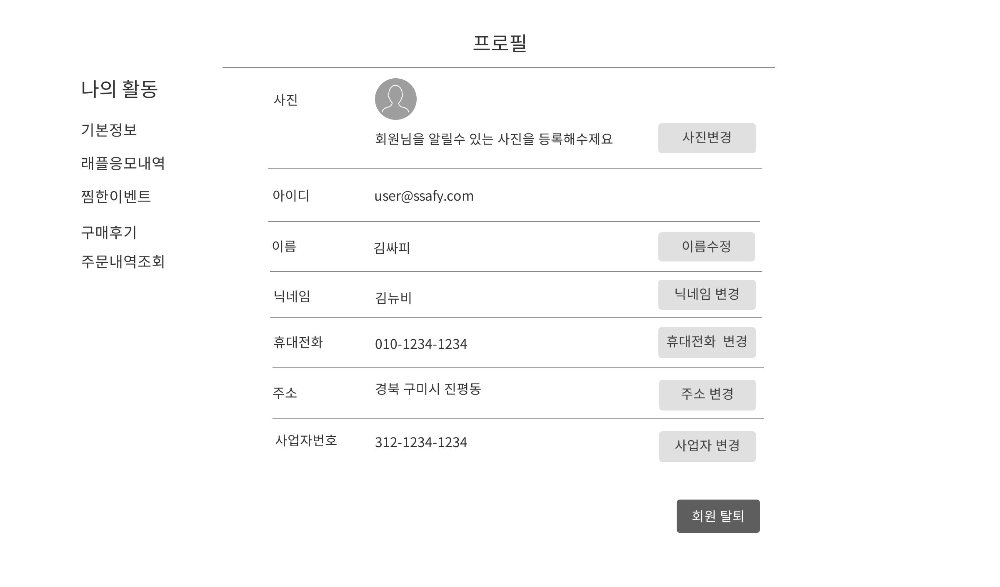 프로필
나의 활동
기본정보
래플응모내역
찜한이벤트
구매후기
주문내역조회
사진
회원님을 알릴수 있는 사진을 등록해수제요
사진변경
아이디
user@ssafy.com
이름
김싸피
이름수정
닉네임
김뉴비
닉네임 변경
휴대전화
010-1234-1234
휴대전화 변경
주소
경북 구미시 진평동
주소 변경
사업자번호
312-1234-1234
사업자 변경
회원 탈퇴